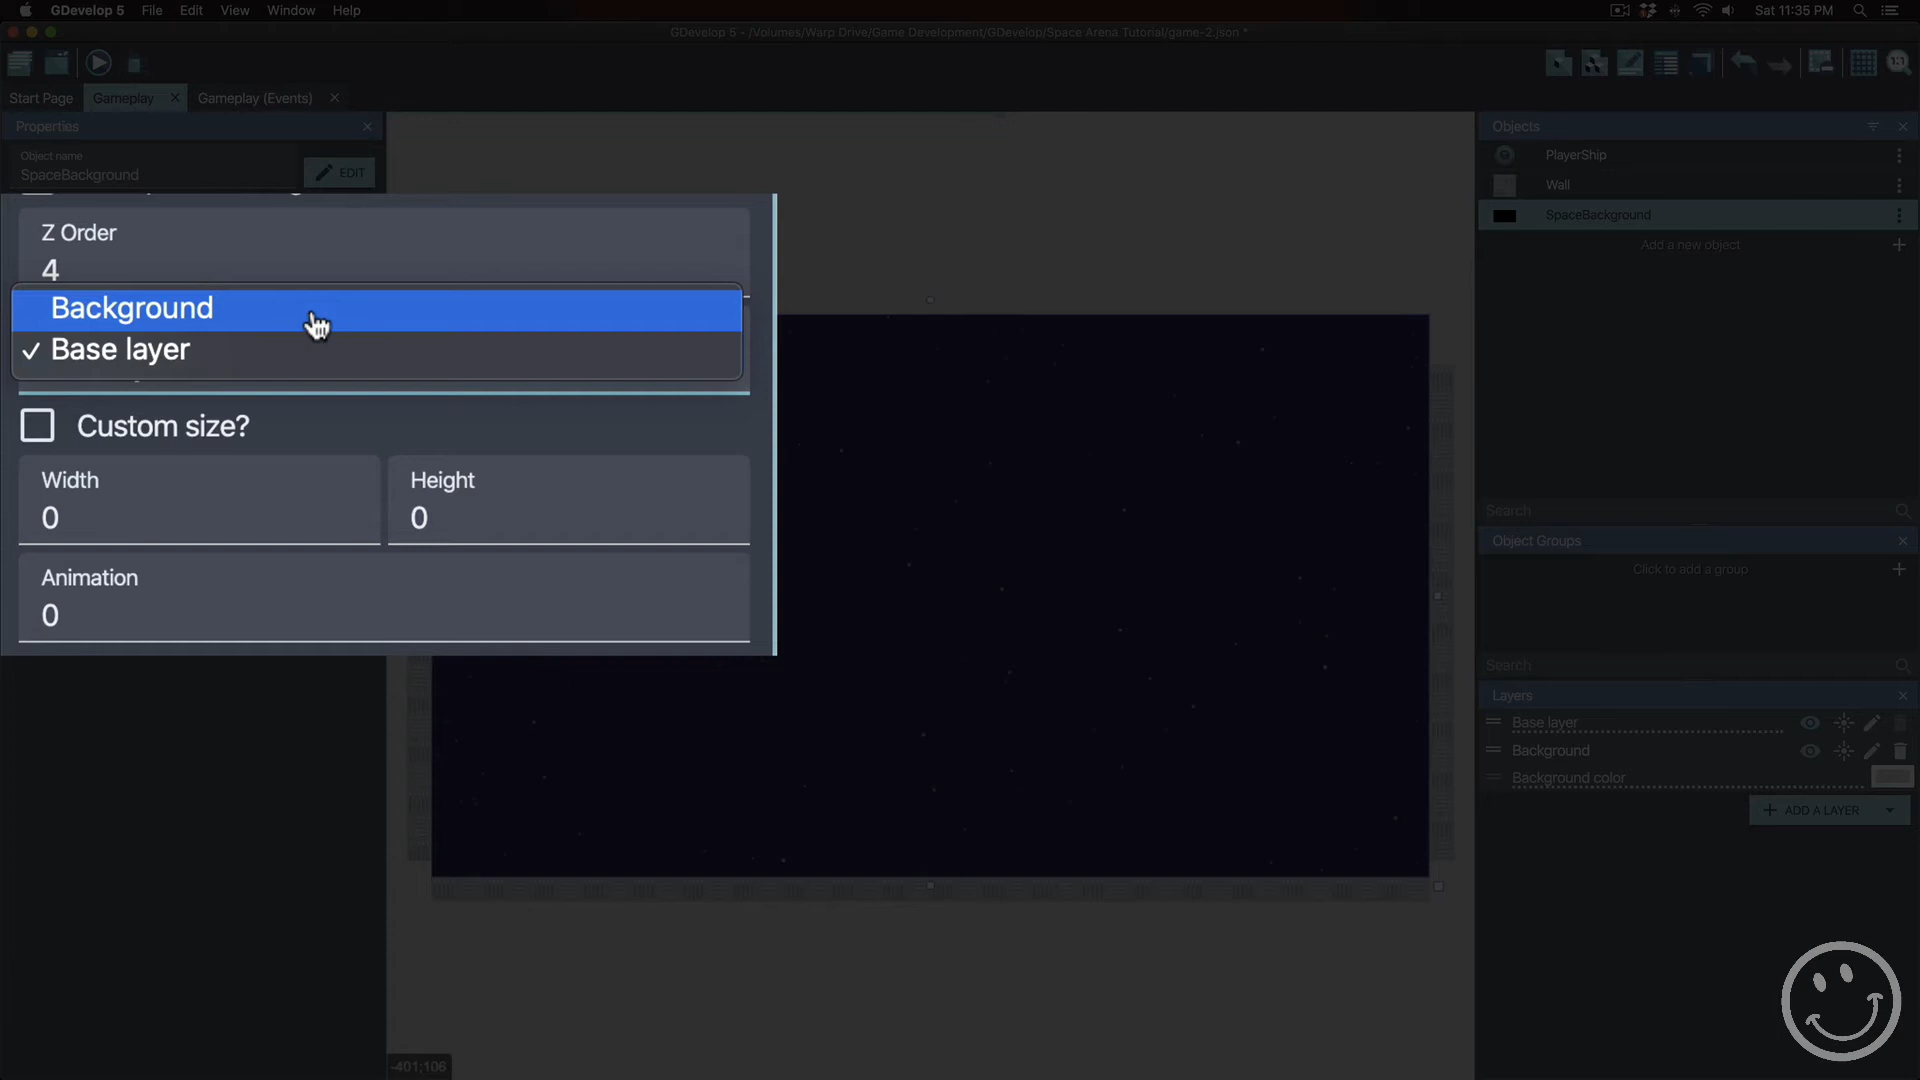 GDevelop 5 File Edit View Window Help Sat 11:35 PM
GDevelop 5 - /Volumes/Warp Drive/Game Development/GDevelop/Space Arena Tutorial/game-2.json *
1:1
Start Page Gameplay Gameplay (Events)
Properties
Object name
SpaceBackground
EDIT
Z Order
4
Background
Base layer
Custom size?
Width Height
0 0
Animation
0
-401;106
Objects
PlayerShip
Wall
SpaceBackground
Add a new object
Search
Object Groups
Click to add a group
Search
Layers
Base layer
Background
Background color
ADD A LAYER